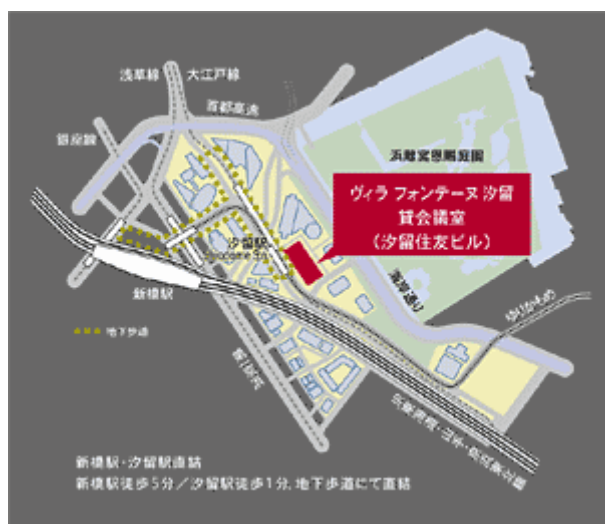 浅草線
大江戸線
首都高速
銀座線
浜離宮恩賜庭園
ヴィラ フォンテーヌ 汐留
貸会議室
（汐留住友ビル）
汐留駅
新橋駅
海岸通り
ゆりかもめ
地下歩道
新橋駅・汐留駅直結
新橋駅徒歩5分／汐留駅徒歩1分、地下歩道にて直結